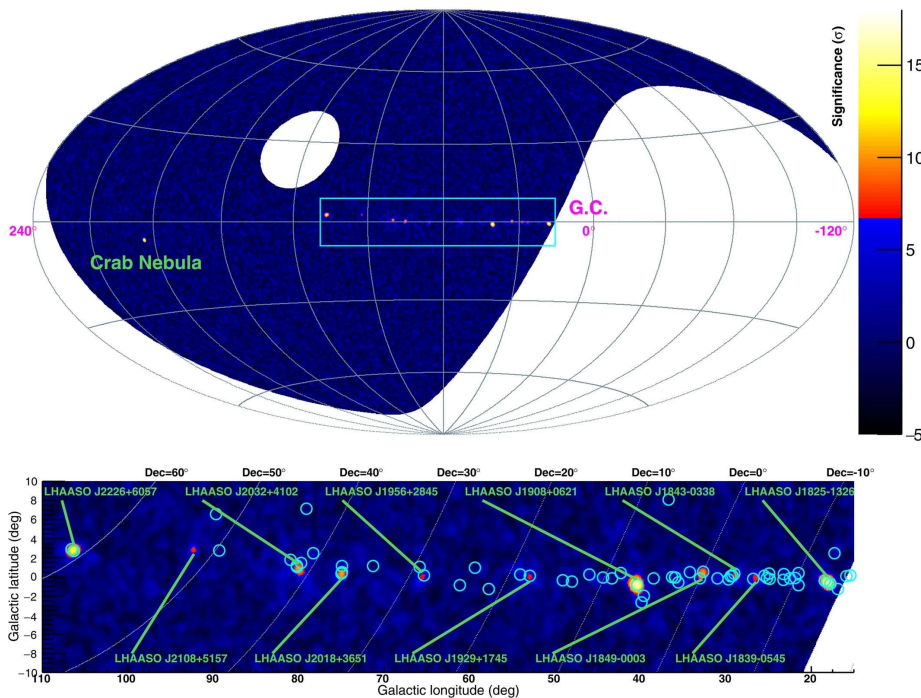 Significance (σ)
15
10
5
0
−5
240°
G.C.
0°
-120°
Crab Nebula
Dec=60° Dec=50° Dec=40° Dec=30° Dec=20° Dec=10° Dec=0° Dec=-10°
Galactic latitude (deg)
10
8
6
4
2
0
−2
−4
−6
−8
−10
LHAASO J2226+6057 LHAASO J2032+4102 LHAASO J1956+2845 LHAASO J1908+0621 LHAASO J1843-0338 LHAASO J1825-1326
LHAASO J2108+5157 LHAASO J2018+3651 LHAASO J1929+1745 LHAASO J1849-0003 LHAASO J1839-0545
110 100 90 80 70 60 50 40 30 20
Galactic longitude (deg)